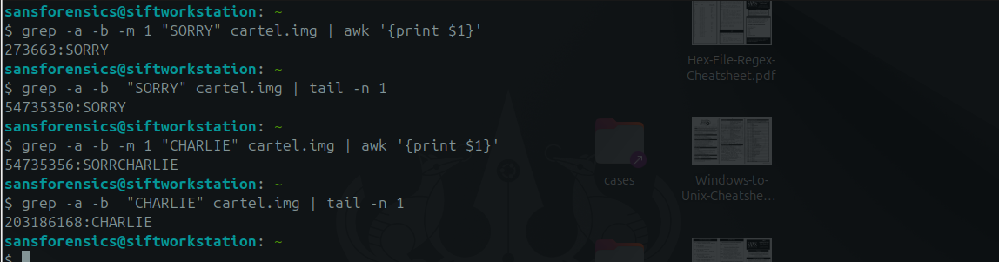 sansforensics@siftworkstation: ~
$ grep -a -b -m 1 "SORRY" cartel.img | awk '{print $1}'
273663:SORRY
sansforensics@siftworkstation: ~
$ grep -a -b  "SORRY" cartel.img | tail -n 1
54735350:SORRY
sansforensics@siftworkstation: ~
$ grep -a -b -m 1 "CHARLIE" cartel.img | awk '{print $1}'
54735356:SORRCHARLIE
sansforensics@siftworkstation: ~
$ grep -a -b  "CHARLIE" cartel.img | tail -n 1
203186168:CHARLIE
sansforensics@siftworkstation: ~
$
Hex-File-Regex-
Cheatsheet.pdf
cases
Windows-to-
Unix-Cheatshe...